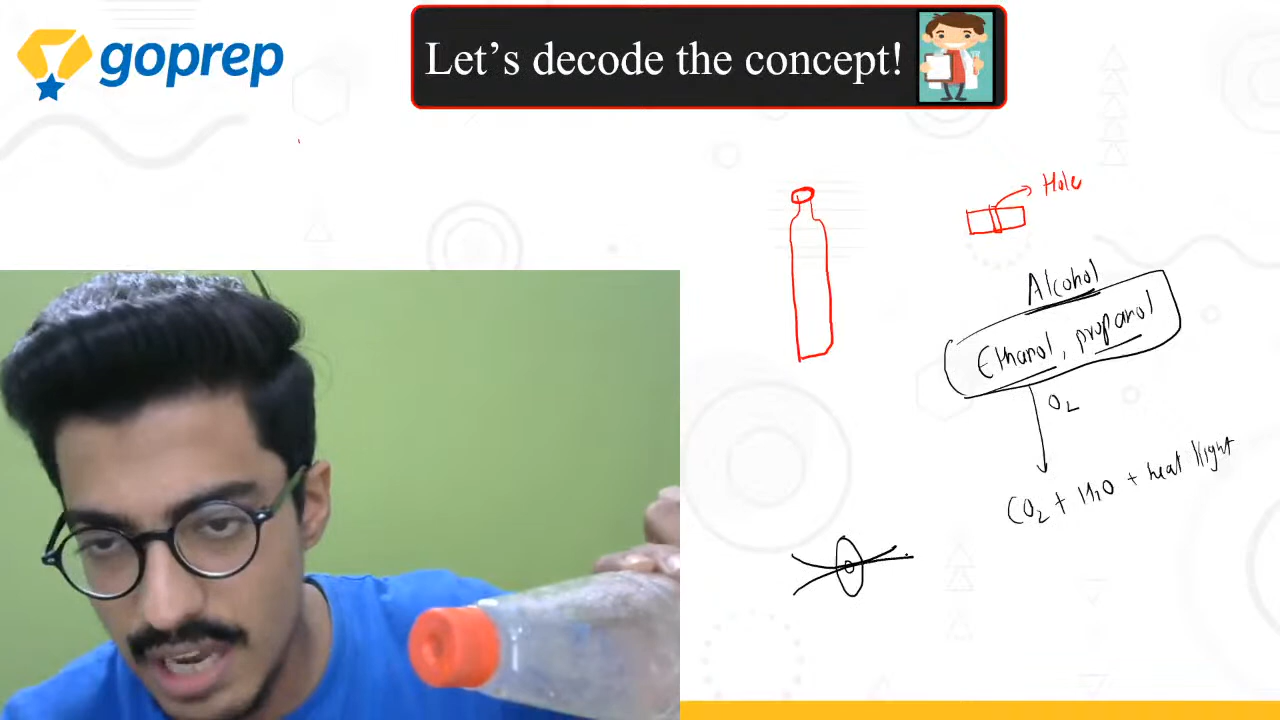 goprep
Let's decode the concept!
Hole
Alcohol
Ethanol, propanol
O2
CO2 + H2O + heat light